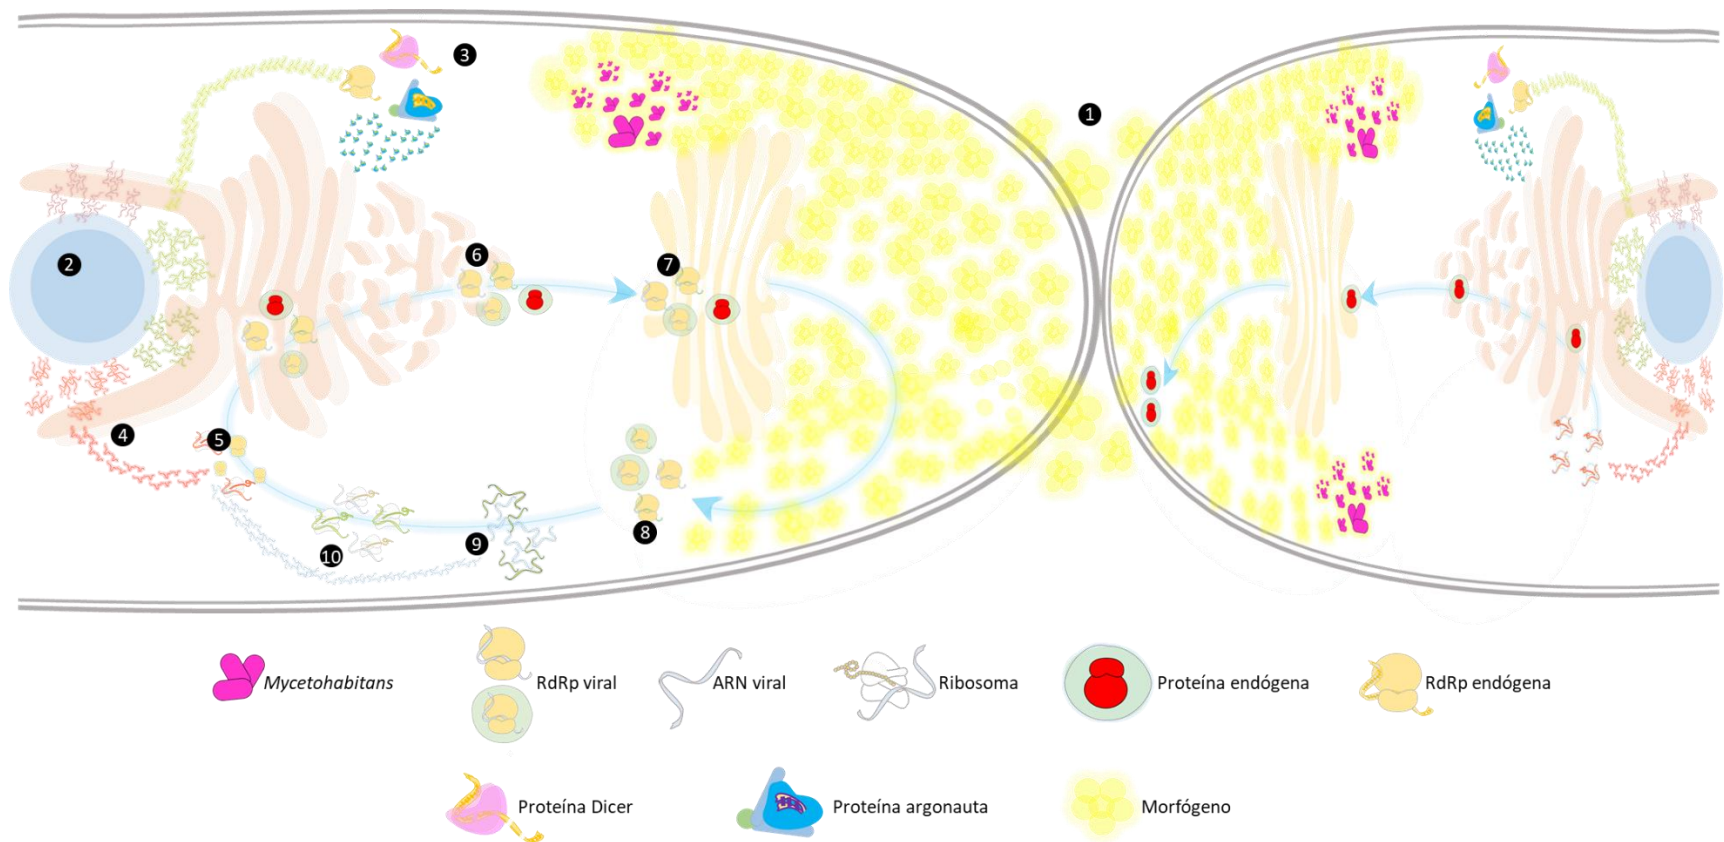 3
1
2
6
7
4
5
8
9
10
Mycetohabitans
RdRp viral
ARN viral
Ribosoma
Proteína endógena
RdRp endógena
Proteína Dicer
Proteína argonauta
Morfógeno